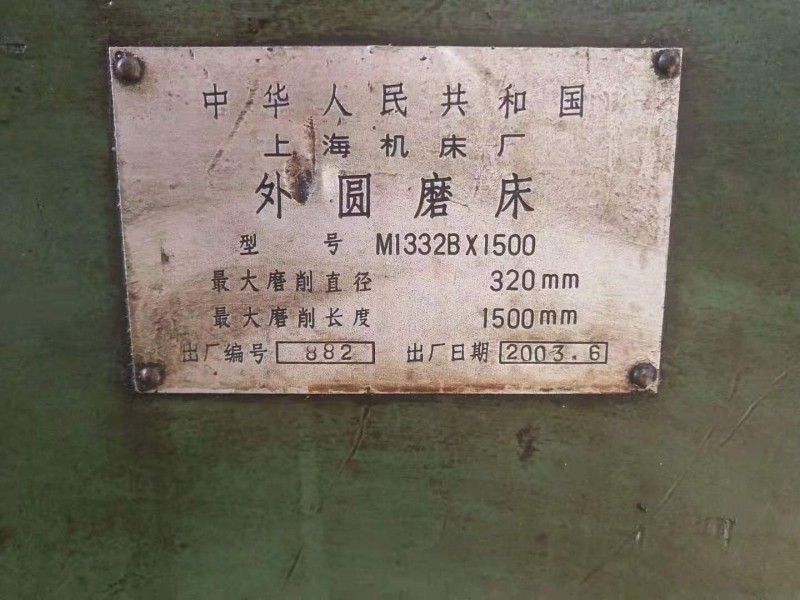 中华人民共和国
上海机床厂
外圆磨床
型号 M1332B×1500
最大磨削直径 320mm
最大磨削长度 1500mm
出厂编号 882 出厂日期 2003.6